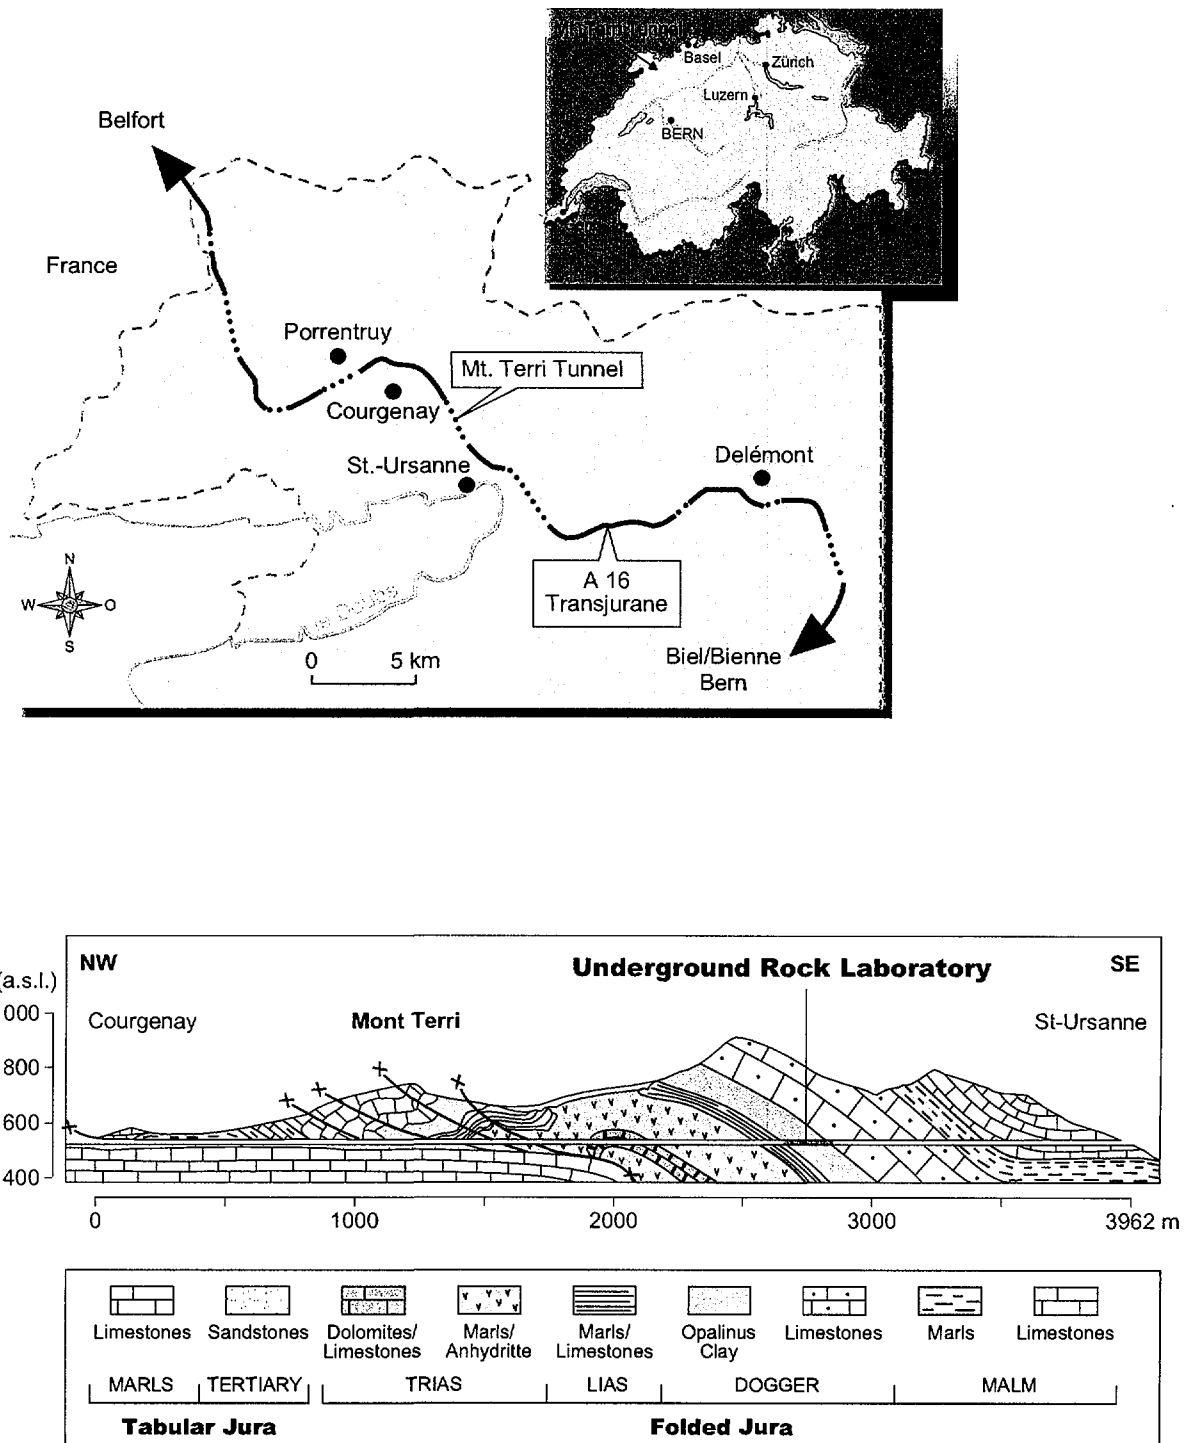 Basel
Zürich
Luzern
BERN
Belfort
France
Porrentruy
Mt. Terri Tunnel
Courgenay
St.-Ursanne
Delémont
A 16
Transjurane
N
W
O
S
Doubs
0 5 km
Biel/Bienne
Bern
NW
Underground Rock Laboratory
SE
(a.s.l.)
000
Courgenay
Mont Terri
St-Ursanne
800
600
400
0 1000 2000 3000 3962 m
Limestones Sandstones Dolomites/ Marls/ Marls/ Opalinus Limestones Marls Limestones
Limestones Anhydritte Limestones Clay
MARLS TERTIARY TRIAS LIAS DOGGER MALM
Tabular Jura Folded Jura